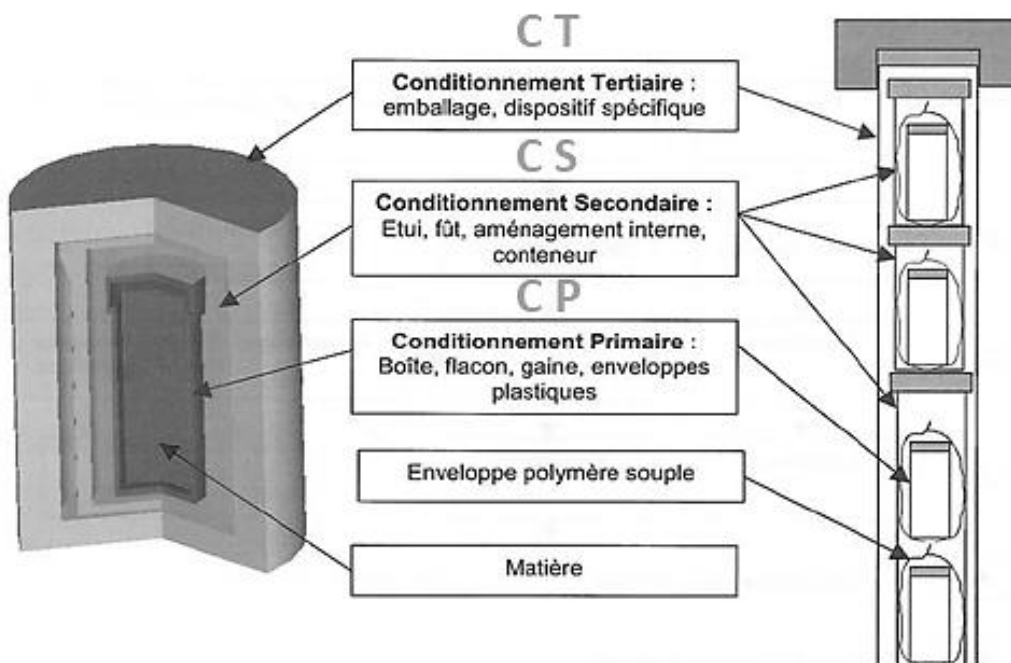 C T
Conditionnement Tertiaire :
emballage, dispositif spécifique
C S
Conditionnement Secondaire :
Etui, fût, aménagement interne,
conteneur
C P
Conditionnement Primaire :
Boîte, flacon, gaine, enveloppes
plastiques
Enveloppe polymère souple
Matière